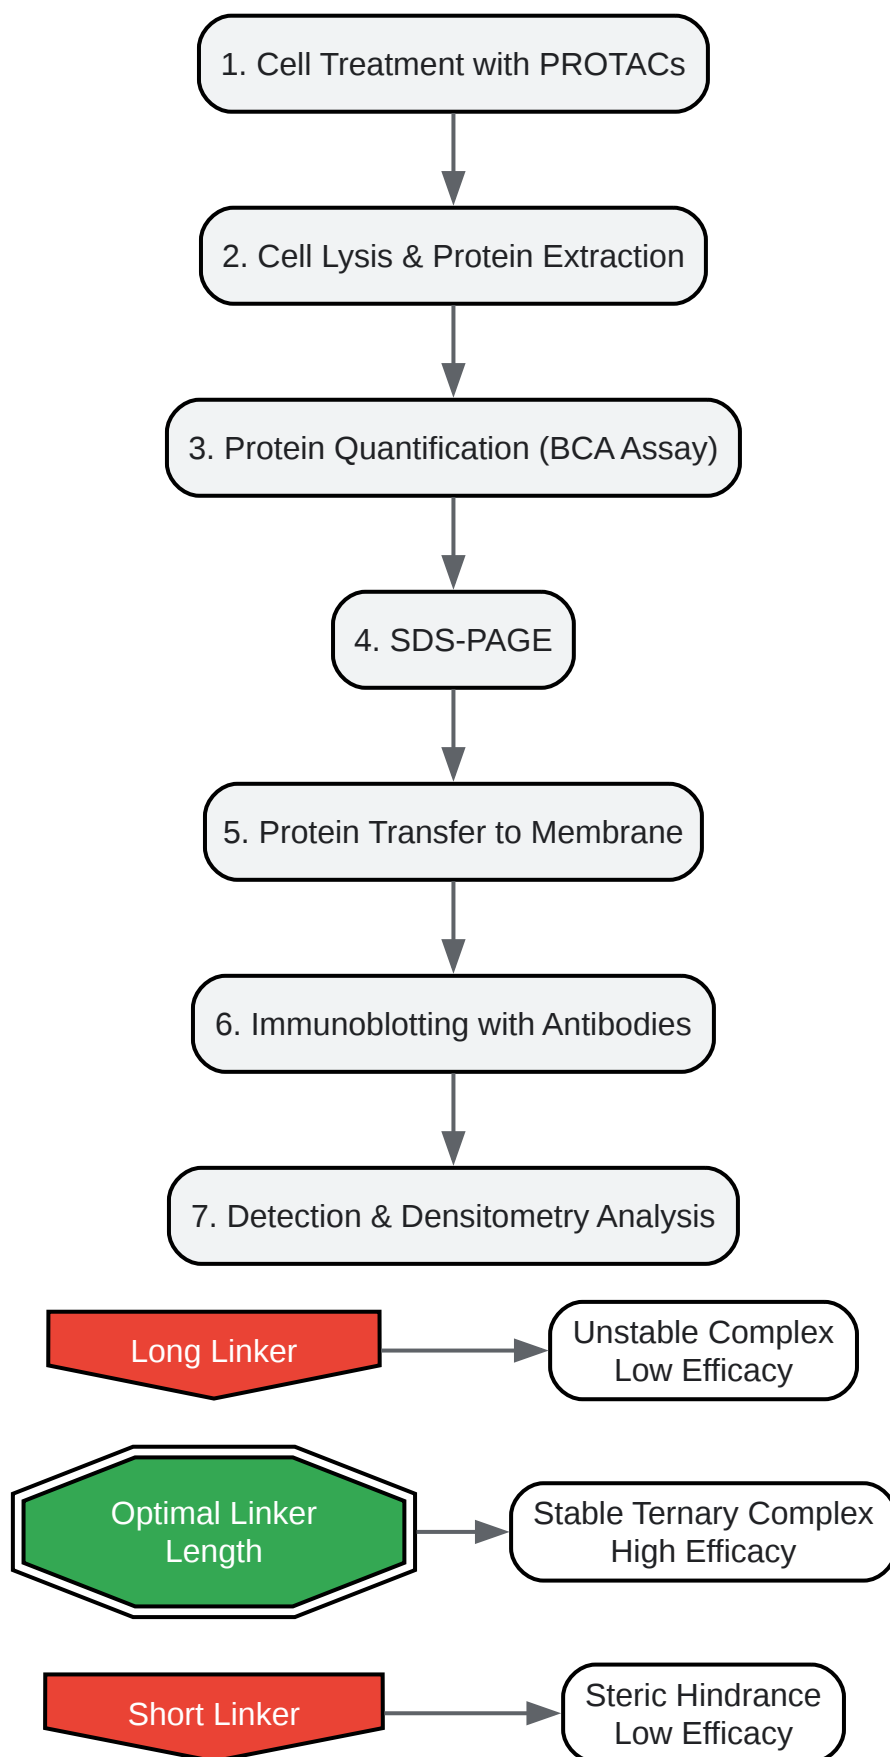 1. Cell Treatment with PROTACs
2. Cell Lysis & Protein Extraction
3. Protein Quantification (BCA Assay)
4. SDS-PAGE
5. Protein Transfer to Membrane
6. Immunoblotting with Antibodies
7. Detection & Densitometry Analysis
Long Linker
Unstable Complex
Low Efficacy
Optimal Linker
Length
Stable Ternary Complex
High Efficacy
Short Linker
Steric Hindrance
Low Efficacy